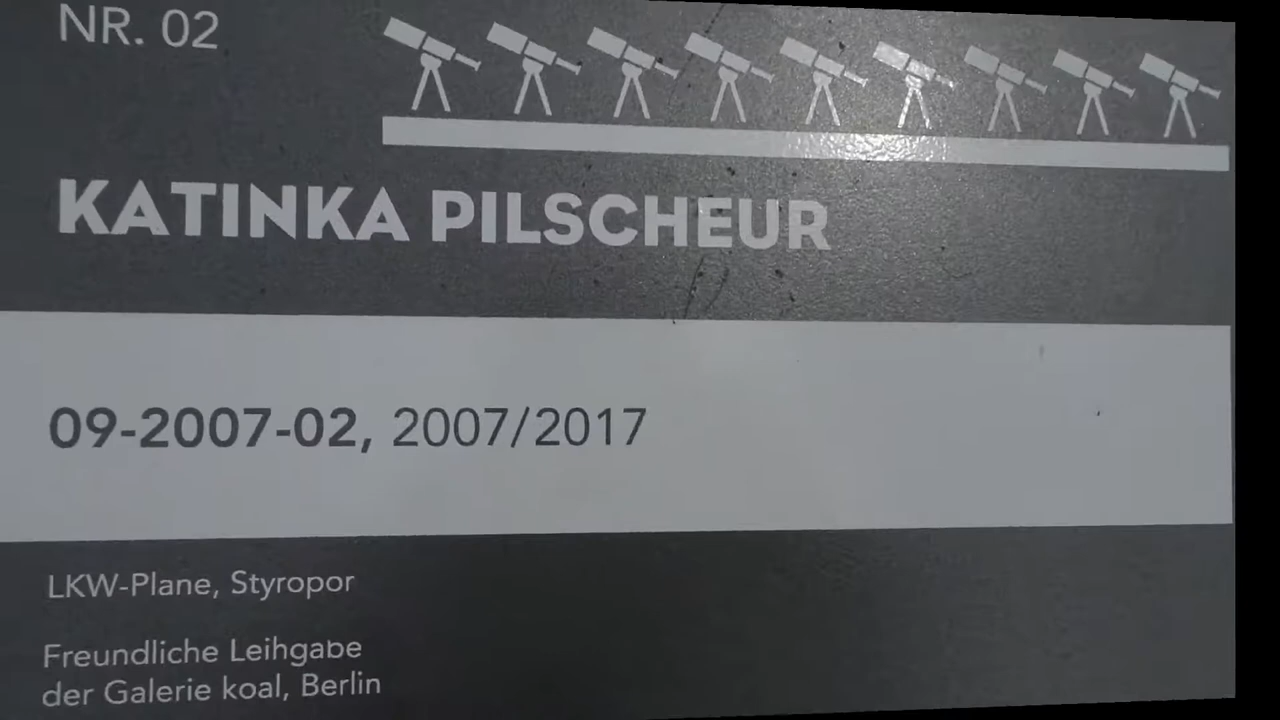 NR. 02
KATINKA PILSCHEUR
09-2007-02, 2007/2017
LKW-Plane, Styropor
Freundliche Leihgabe
der Galerie koal, Berlin